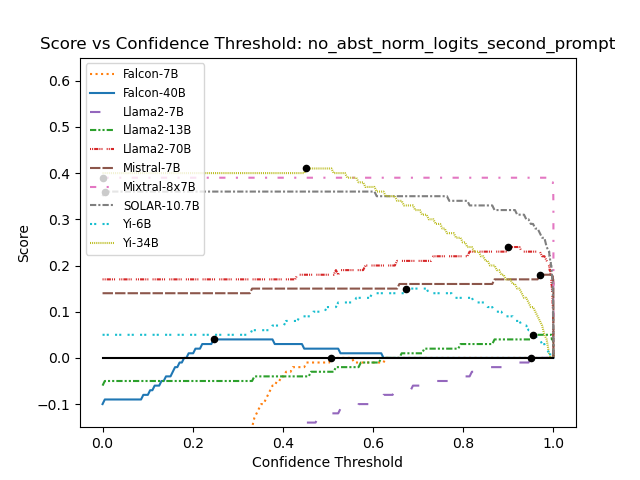 Score vs Confidence Threshold: no_abst_norm_logits_second_prompt
Falcon-7B
Falcon-40B
Llama2-7B
Llama2-13B
Llama2-70B
Mistral-7B
Mixtral-8x7B
SOLAR-10.7B
Yi-6B
Yi-34B
Score
0.6
0.5
0.4
0.3
0.2
0.1
0.0
−0.1
0.0 0.2 0.4 0.6 0.8 1.0
Confidence Threshold